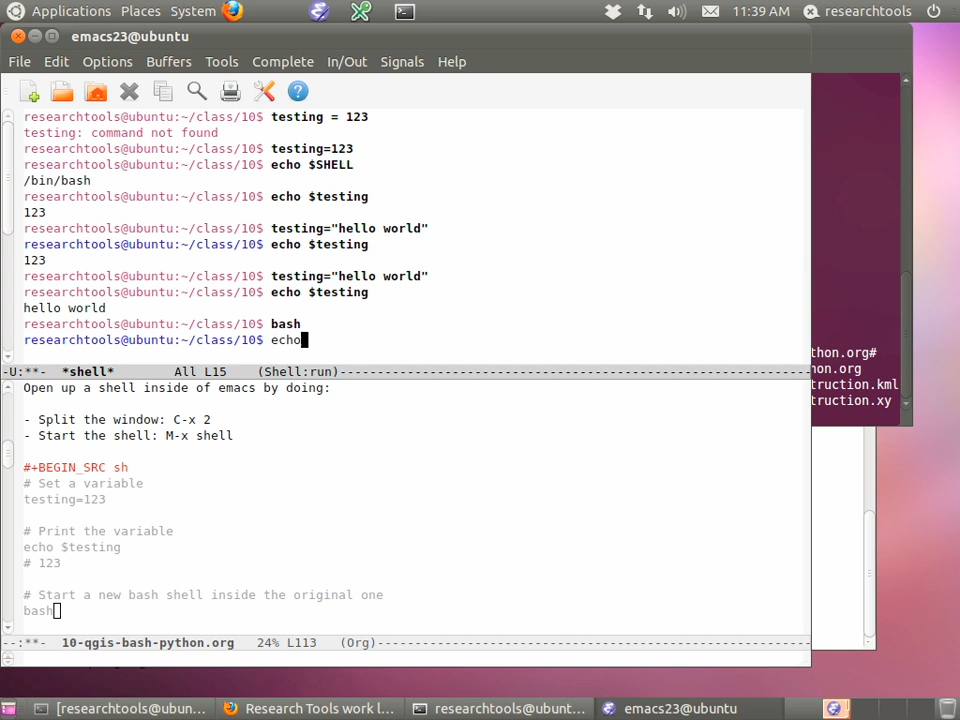 Applications Places System 11:39 AM researchtools
emacs23@ubuntu
File Edit Options Buffers Tools Complete In/Out Signals Help
researchtools@ubuntu:~/class/10$ testing = 123
testing: command not found
researchtools@ubuntu:~/class/10$ testing=123
researchtools@ubuntu:~/class/10$ echo $SHELL
/bin/bash
researchtools@ubuntu:~/class/10$ echo $testing
123
researchtools@ubuntu:~/class/10$ testing="hello world"
researchtools@ubuntu:~/class/10$ echo $testing
123
researchtools@ubuntu:~/class/10$ testing="hello world"
researchtools@ubuntu:~/class/10$ echo $testing
hello world
researchtools@ubuntu:~/class/10$ bash
researchtools@ubuntu:~/class/10$ echo
-U:**- *shell* All L15 (Shell:run)
thon.org#
hon.org
truction.kml
truction.xy
Open up a shell inside of emacs by doing:
- Split the window: C-x 2
- Start the shell: M-x shell
#+BEGIN_SRC sh
# Set a variable
testing=123
# Print the variable
echo $testing
# 123
# Start a new bash shell inside the original one
bash
--:**- 10-qgis-bash-python.org 24% L113 (Org)
[researchtools@ubun... Research Tools work l... researchtools@ubunt... emacs23@ubuntu